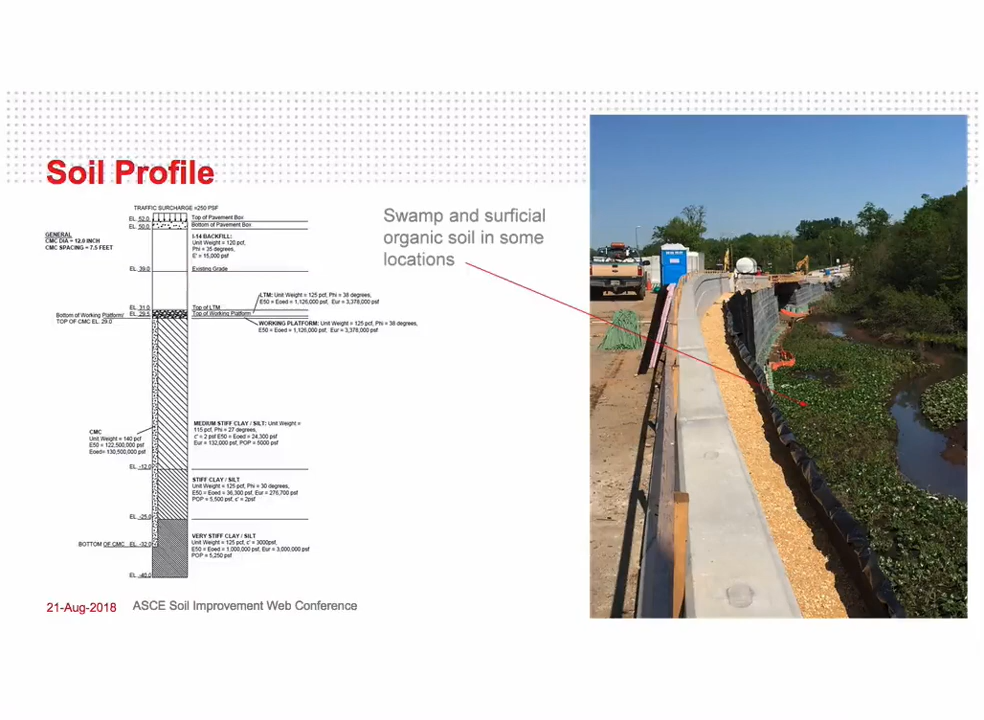 Soil Profile
TRAFFIC SURCHARGE =250 PSF
EL. 52.0
Top of Pavement Box
EL. 50.0
Bottom of Pavement Box
GENERAL
CMC DIA = 12.0 INCH
CMC SPACING = 7.5 FEET
I-14 BACKFILL:
Unit Weight = 120 pcf,
Phi = 35 degrees,
E' = 15,000 psf
EL. 39.0
Existing Grade
LTM: Unit Weight = 125 pcf, Phi = 38 degrees,
E50 = Eoed = 1,126,000 psf, Eur = 3,378,000 psf
EL. 31.0
Top of LTM
EL. 29.5
Top of Working Platform
Bottom of Working Platform/
TOP OF CMC EL. 29.0
WORKING PLATFORM: Unit Weight = 125 pcf, Phi = 38 degrees,
E50 = Eoed = 1,126,000 psf, Eur = 3,378,000 psf
CMC
Unit Weight = 140 pcf
E50 = 122,500,000 psf
Eoed= 130,500,000 psf
MEDIUM STIFF CLAY / SILT: Unit Weight =
115 pcf, Phi = 27 degrees,
c' = 2 psf E50 = Eoed = 24,300 psf
Eur = 132,000 psf, POP = 5000 psf
EL. -12.0
STIFF CLAY / SILT
Unit Weight = 125 pcf, Phi = 30 degrees,
E50 = Eoed = 36,300 psf, Eur = 276,700 psf
POP = 5,500 psf, c' = 2psf
EL. -25.0
VERY STIFF CLAY / SILT
Unit Weight = 125 pcf, c' = 3000psf,
E50 = Eoed = 1,000,000 psf, Eur = 3,000,000 psf
POP = 5,250 psf
BOTTOM OF CMC EL. -32.0
EL. -40.0
Swamp and surficial
organic soil in some
locations
21-Aug-2018
ASCE Soil Improvement Web Conference